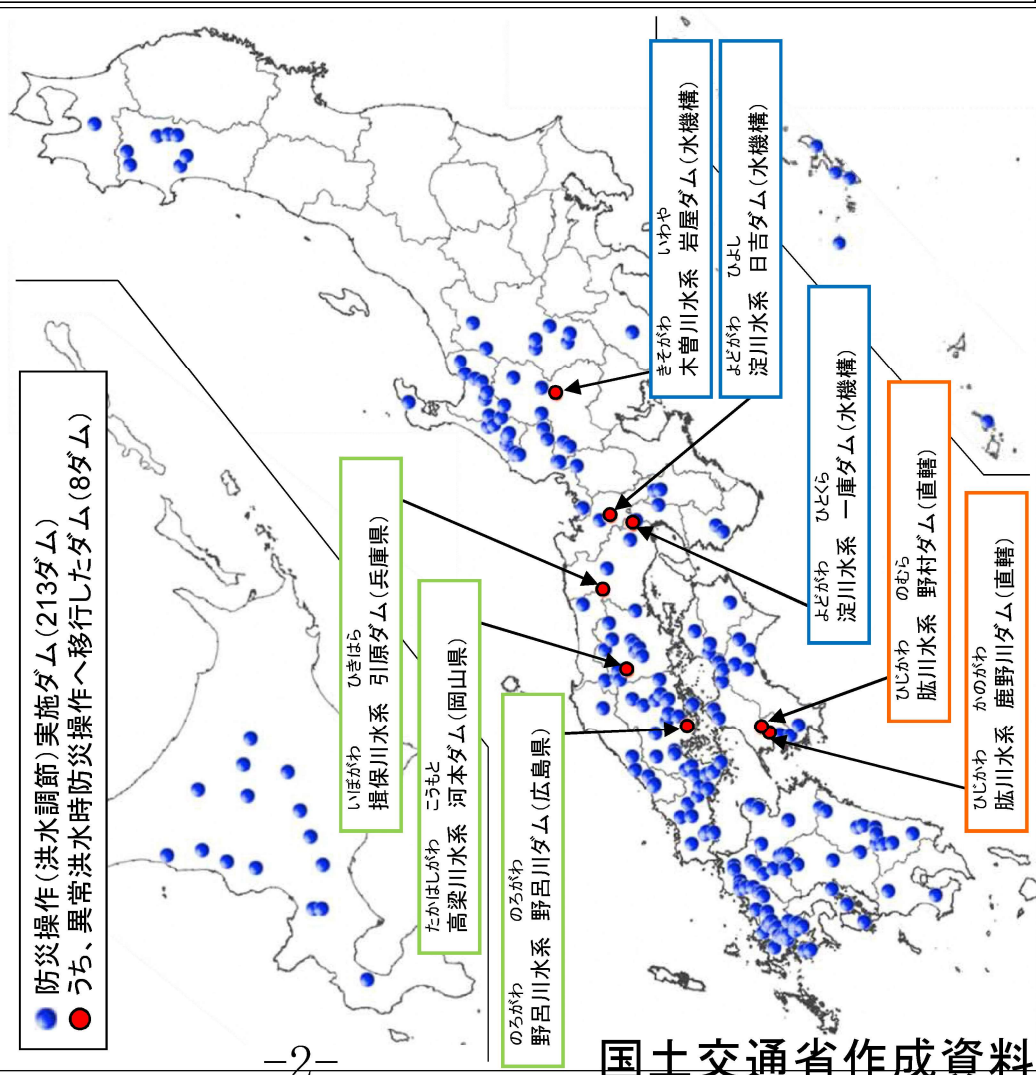 防災操作(洪水調節)実施ダム(213ダム)
うち、異常洪水時防災操作へ移行したダム(8ダム)
いぼがわ ひきはら
揖保川水系 引原ダム(兵庫県)
たかはしがわ こうもと
高梁川水系 河本ダム(岡山県)
のろがわ のろがわ
野呂川水系 野呂川ダム(広島県)
きそがわ いわや
木曽川水系 岩屋ダム(水機構)
よどがわ ひよし
淀川水系 日吉ダム(水機構)
よどがわ ひとくら
淀川水系 一庫ダム(水機構)
ひじかわ のむら
肱川水系 野村ダム(直轄)
ひじかわ かのがわ
肱川水系 鹿野川ダム(直轄)
-2-
国土交通省作成資料